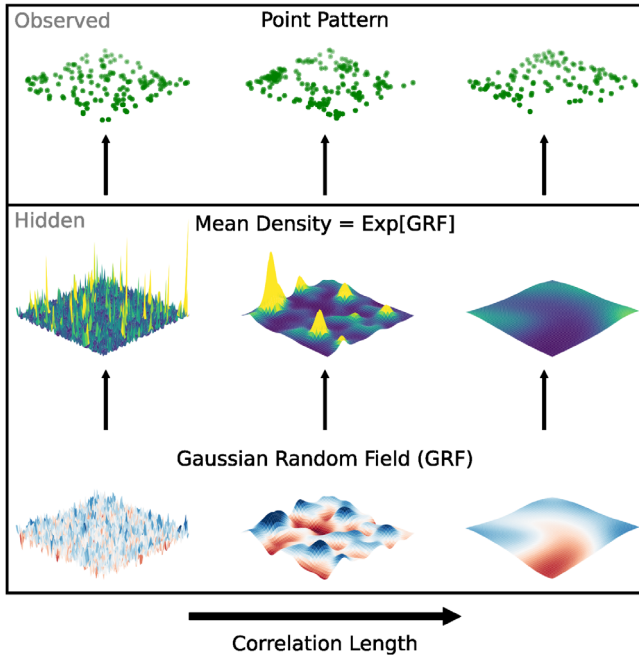 Observed
Point Pattern
Hidden
Mean Density = Exp[GRF]
Gaussian Random Field (GRF)
Correlation Length